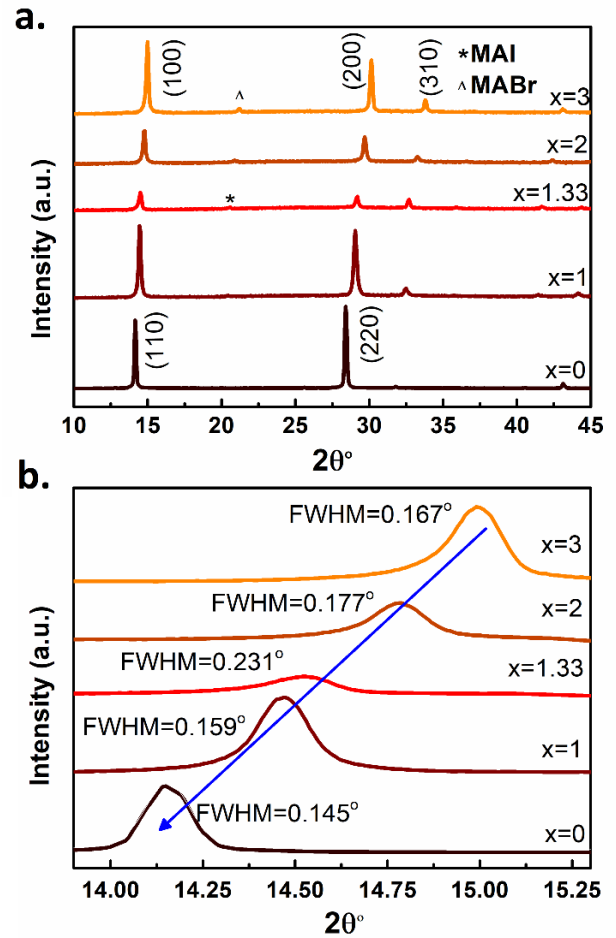 a.
(100)
(200)
(310)
*MAI
^MABr
^
x=3
x=2
*
x=1.33
x=1
(110)
(220)
x=0
Intensity (a.u.)
10 15 20 25 30 35 40 45
2θ°
b.
FWHM=0.167°
x=3
FWHM=0.177°
x=2
FWHM=0.231°
x=1.33
FWHM=0.159°
x=1
FWHM=0.145°
x=0
Intensity (a.u.)
14.00 14.25 14.50 14.75 15.00 15.25
2θ°